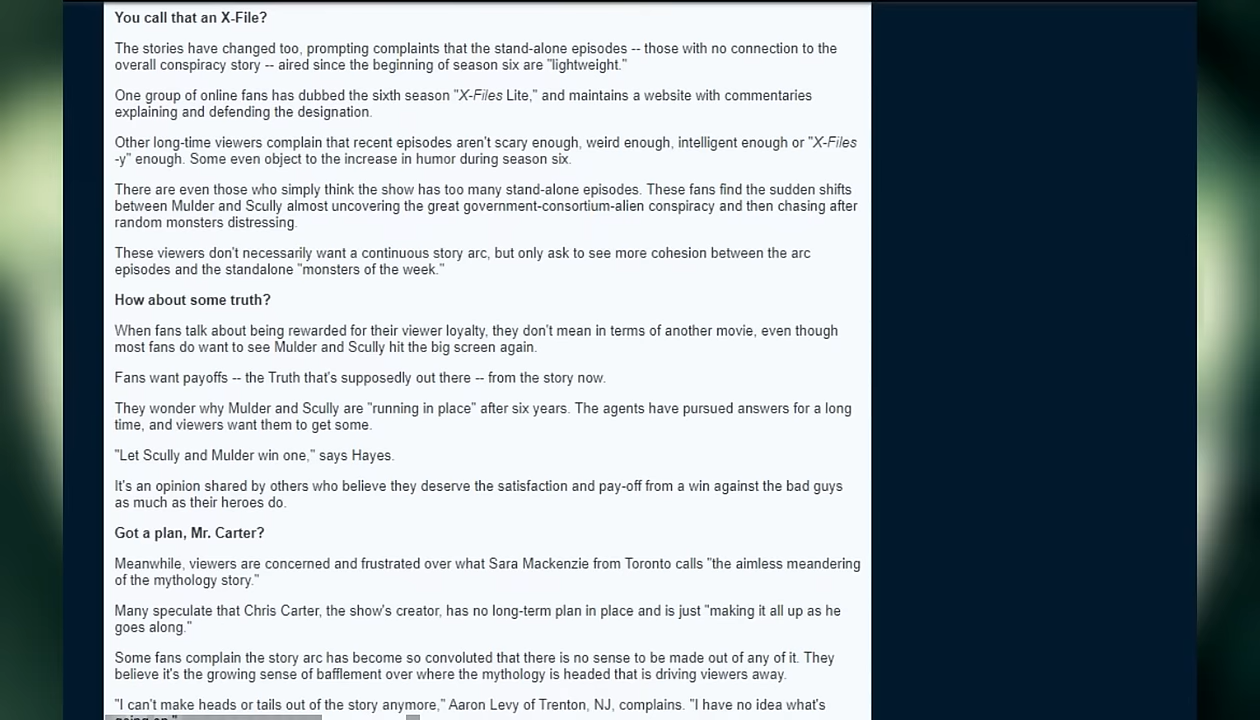 You call that an X-File?
The stories have changed too, prompting complaints that the stand-alone episodes -- those with no connection to the
overall conspiracy story -- aired since the beginning of season six are "lightweight."
One group of online fans has dubbed the sixth season "X-Files Lite," and maintains a website with commentaries
explaining and defending the designation.
Other long-time viewers complain that recent episodes aren't scary enough, weird enough, intelligent enough or "X-Files
-y" enough. Some even object to the increase in humor during season six.
There are even those who simply think the show has too many stand-alone episodes. These fans find the sudden shifts
between Mulder and Scully almost uncovering the great government-consortium-alien conspiracy and then chasing after
random monsters distressing.
These viewers don't necessarily want a continuous story arc, but only ask to see more cohesion between the arc
episodes and the standalone "monsters of the week."
How about some truth?
When fans talk about being rewarded for their viewer loyalty, they don't mean in terms of another movie, even though
most fans do want to see Mulder and Scully hit the big screen again.
Fans want payoffs -- the Truth that's supposedly out there -- from the story now.
They wonder why Mulder and Scully are "running in place" after six years. The agents have pursued answers for a long
time, and viewers want them to get some.
"Let Scully and Mulder win one," says Hayes.
It's an opinion shared by others who believe they deserve the satisfaction and pay-off from a win against the bad guys
as much as their heroes do.
Got a plan, Mr. Carter?
Meanwhile, viewers are concerned and frustrated over what Sara Mackenzie from Toronto calls "the aimless meandering
of the mythology story."
Many speculate that Chris Carter, the show's creator, has no long-term plan in place and is just "making it all up as he
goes along."
Some fans complain the story arc has become so convoluted that there is no sense to be made out of any of it. They
believe it's the growing sense of bafflement over where the mythology is headed that is driving viewers away.
"I can't make heads or tails out of the story anymore," Aaron Levy of Trenton, NJ, complains. "I have no idea what's